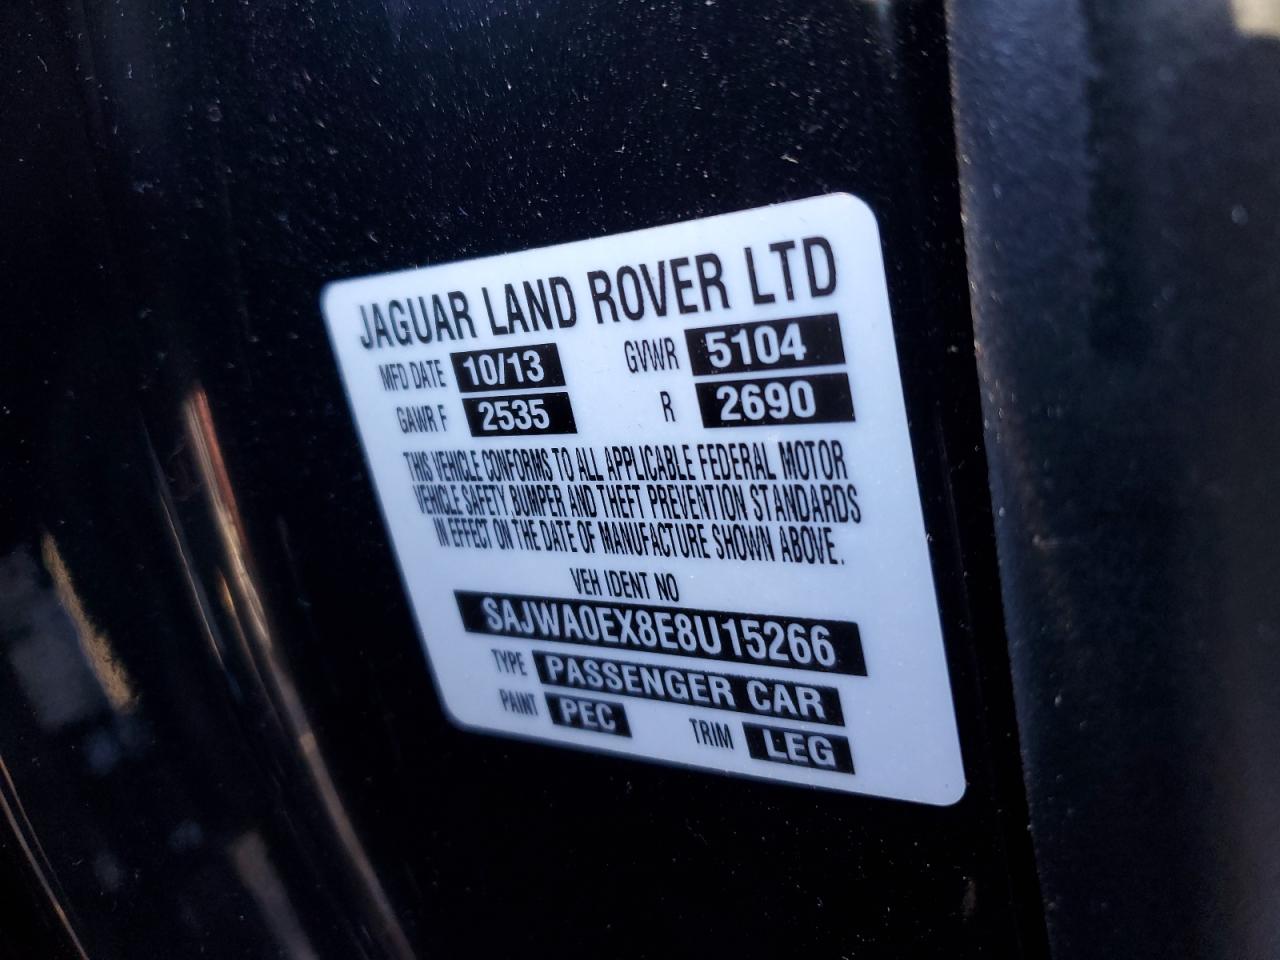 JAGUAR LAND ROVER LTD
MFD DATE 10/13 GVWR 5104
GAWR F 2535 R 2690
THIS VEHICLE CONFORMS TO ALL APPLICABLE FEDERAL MOTOR
VEHICLE SAFETY, BUMPER, AND THEFT PREVENTION STANDARDS
IN EFFECT ON THE DATE OF MANUFACTURE SHOWN ABOVE.
VEH IDENT NO
SAJWA0EX8E8U15266
TYPE PASSENGER CAR
PAINT PEC TRIM LEG